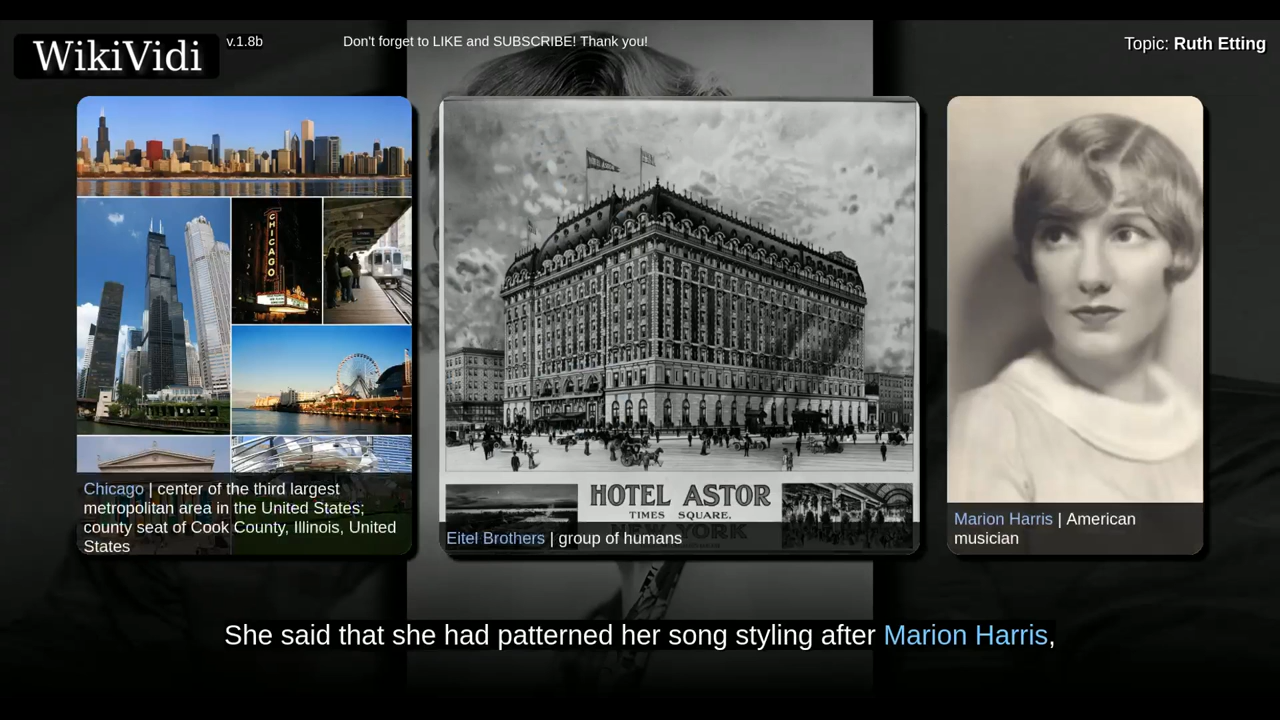 WikiVidi v.1.8b
Don't forget to LIKE and SUBSCRIBE! Thank you!
Topic: Ruth Etting
CHICAGO
Chicago | center of the third largest
metropolitan area in the United States;
county seat of Cook County, Illinois, United
States
HOTEL ASTOR
TIMES SQUARE,
NEW YORK
Eitel Brothers | group of humans
Marion Harris | American
musician
She said that she had patterned her song styling after Marion Harris,